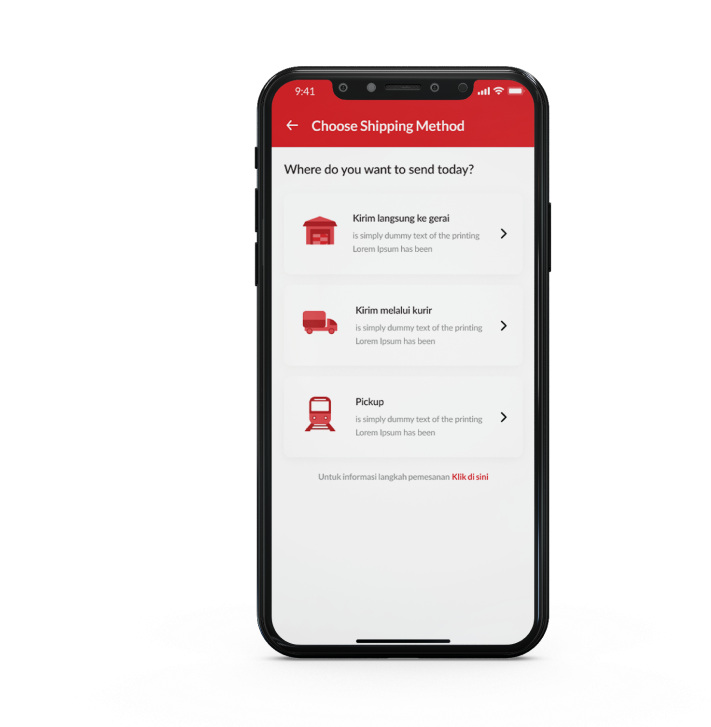 9:41
Choose Shipping Method
Where do you want to send today?
Kirim langsung ke gerai
is simply dummy text of the printing
Lorem Ipsum has been
Kirim melalui kurir
is simply dummy text of the printing
Lorem Ipsum has been
Pickup
is simply dummy text of the printing
Lorem Ipsum has been
Untuk informasi langkah pemesanan Klik di sini